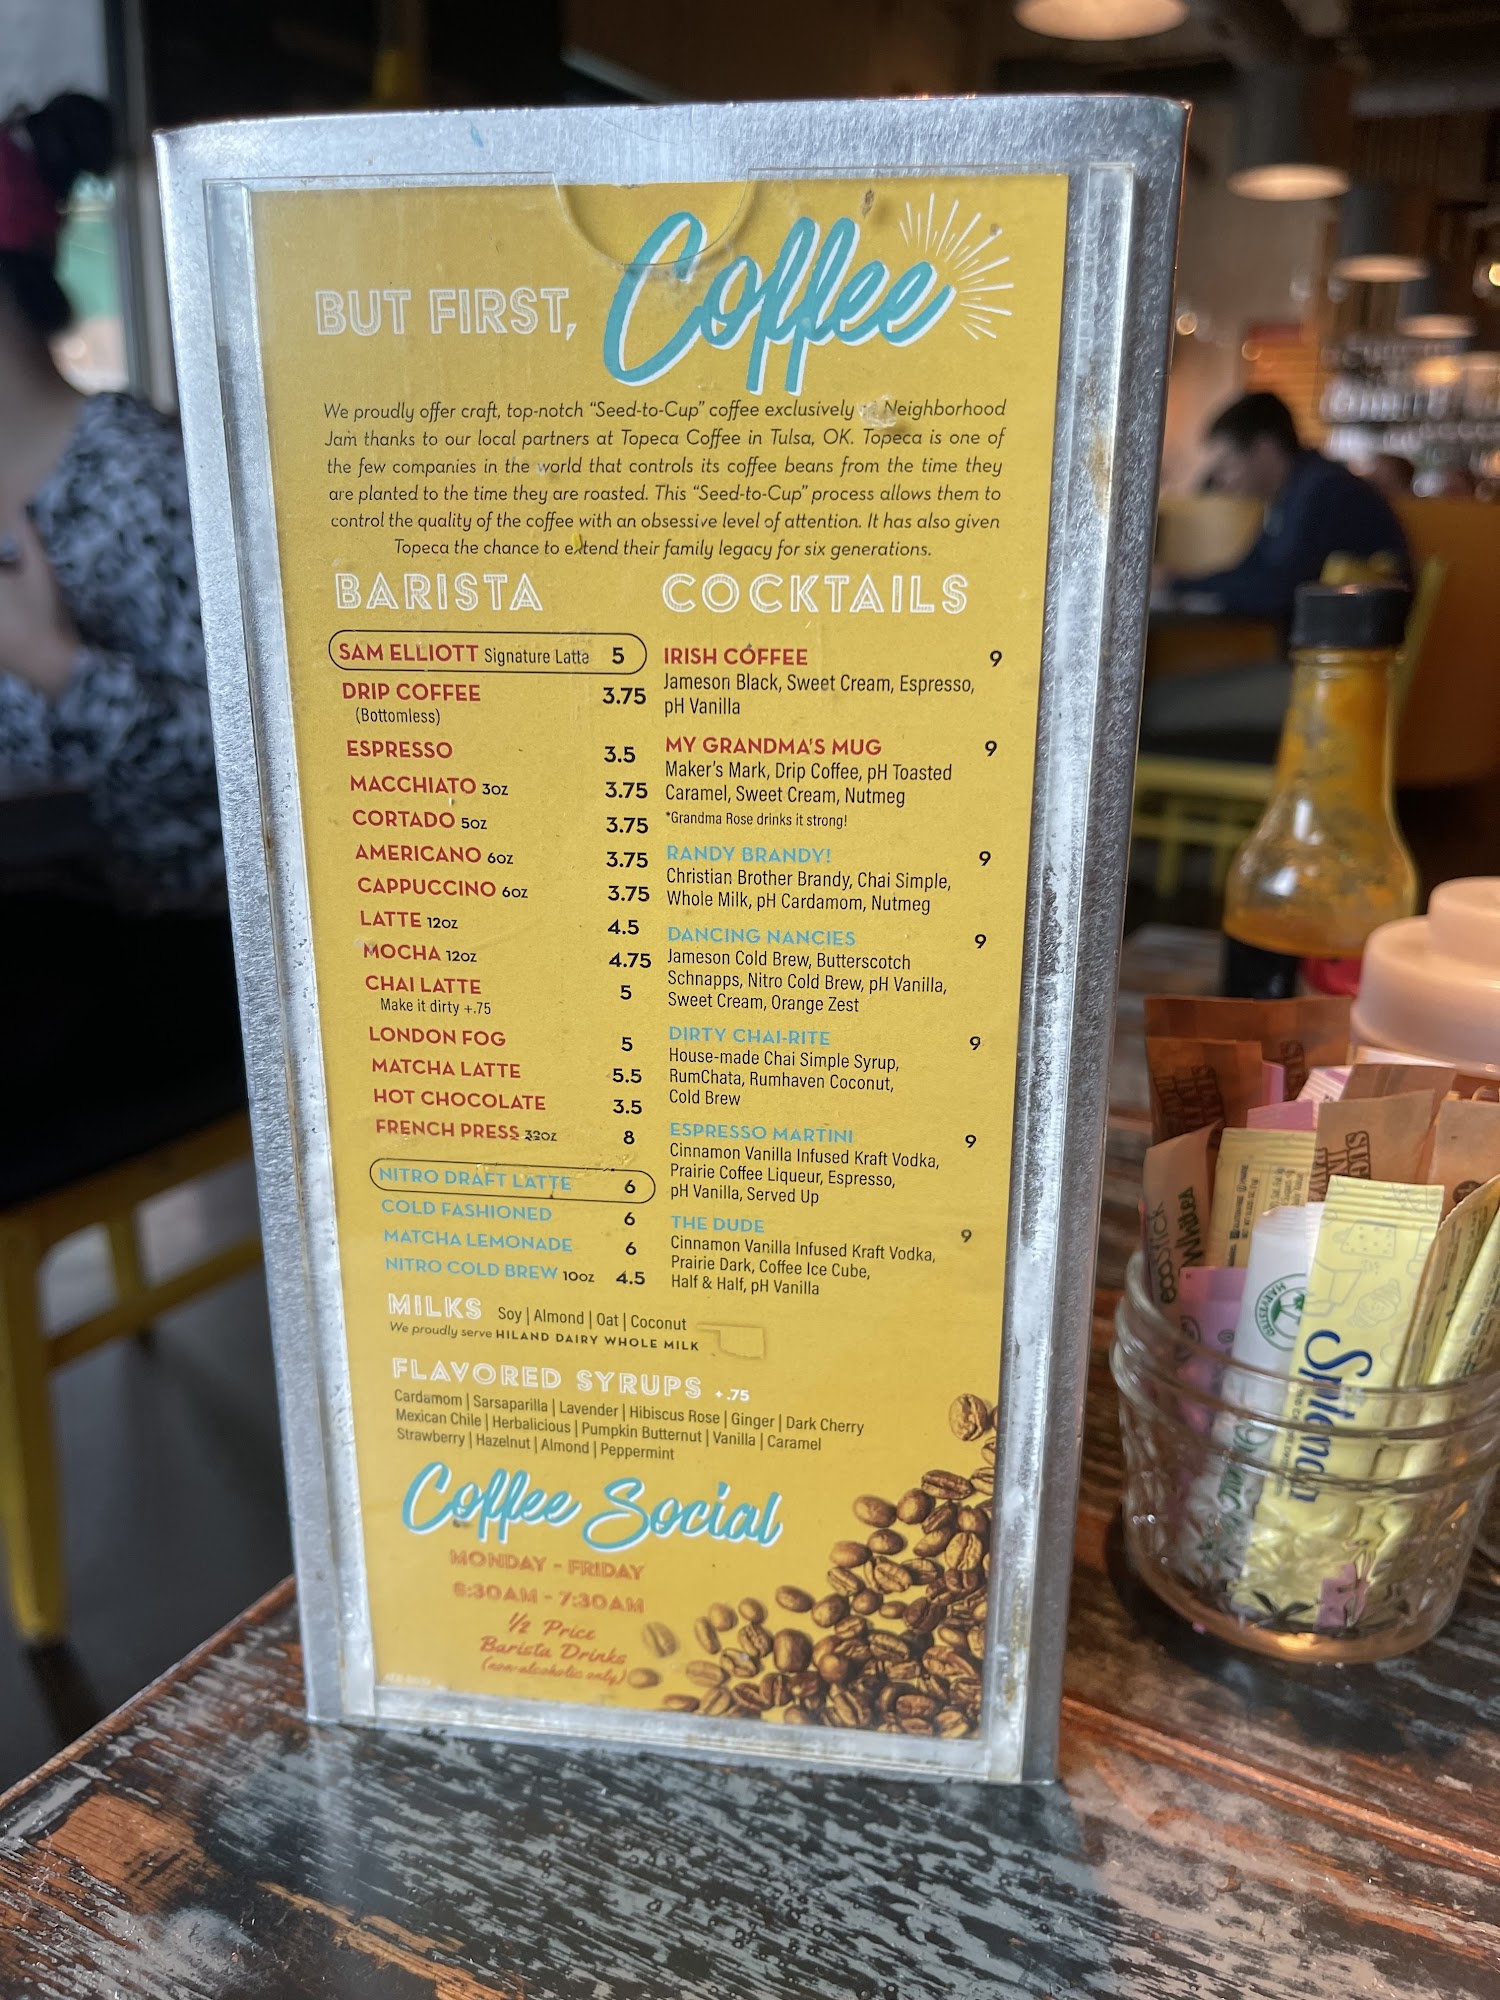 BUT FIRST, Coffee
We proudly offer craft, top-notch "Seed-to-Cup" coffee exclusively Neighborhood
Jam thanks to our local partners at Topeca Coffee in Tulsa, OK. Topeca is one of
the few companies in the world that controls its coffee beans from the time they
are planted to the time they are roasted. This "Seed-to-Cup" process allows them to
control the quality of the coffee with an obsessive level of attention. It has also given
Topeca the chance to extend their family legacy for six generations.
BARISTA
SAM ELLIOTT Signature Latte 5
DRIP COFFEE 3.75
(Bottomless)
ESPRESSO 3.5
MACCHIATO 3oz 3.75
CORTADO 5oz 3.75
AMERICANO 6oz 3.75
CAPPUCCINO 6oz 3.75
LATTE 12oz 4.5
MOCHA 12oz 4.75
CHAI LATTE 5
Make it dirty +.75
LONDON FOG 5
MATCHA LATTE 5.5
HOT CHOCOLATE 3.5
FRENCH PRESS 32oz 8
NITRO DRAFT LATTE 6
COLD FASHIONED 6
MATCHA LEMONADE 6
NITRO COLD BREW 10oz 4.5
COCKTAILS
IRISH COFFEE 9
Jameson Black, Sweet Cream, Espresso,
pH Vanilla
MY GRANDMA'S MUG 9
Maker's Mark, Drip Coffee, pH Toasted
Caramel, Sweet Cream, Nutmeg
*Grandma Rose drinks it strong!
RANDY BRANDY! 9
Christian Brother Brandy, Chai Simple,
Whole Milk, pH Cardamom, Nutmeg
DANCING NANCIES 9
Jameson Cold Brew, Butterscotch
Schnapps, Nitro Cold Brew, pH Vanilla,
Sweet Cream, Orange Zest
DIRTY CHAI-RITE 9
House-made Chai Simple Syrup,
RumChata, Rumhaven Coconut,
Cold Brew
ESPRESSO MARTINI 9
Cinnamon Vanilla Infused Kraft Vodka,
Prairie Coffee Liqueur, Espresso,
pH Vanilla, Served Up
THE DUDE 9
Cinnamon Vanilla Infused Kraft Vodka,
Prairie Dark, Coffee Ice Cube,
Half & Half, pH Vanilla
MILKS Soy | Almond | Oat | Coconut
We proudly serve HILAND DAIRY WHOLE MILK
FLAVORED SYRUPS +.75
Cardamom | Sarsaparilla | Lavender | Hibiscus Rose | Ginger | Dark Cherry
Mexican Chile | Herbalicious | Pumpkin Butternut | Vanilla | Caramel
Strawberry | Hazelnut | Almond | Peppermint
Coffee Social
MONDAY - FRIDAY
6:30AM - 7:30AM
1/2 Price
Barista Drinks
(non-alcoholic only)
ecostick
White
Splenda